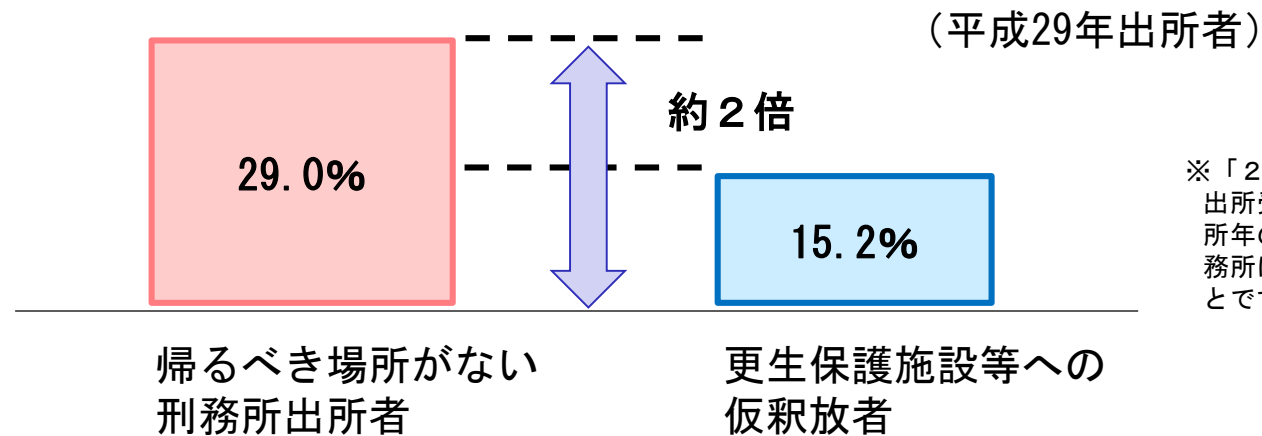 （平成29年出所者）
約２倍
29.0%
15.2%
※「２
出所
所年
務所
とで
帰るべき場所がない
刑務所出所者
更生保護施設等への
仮釈放者